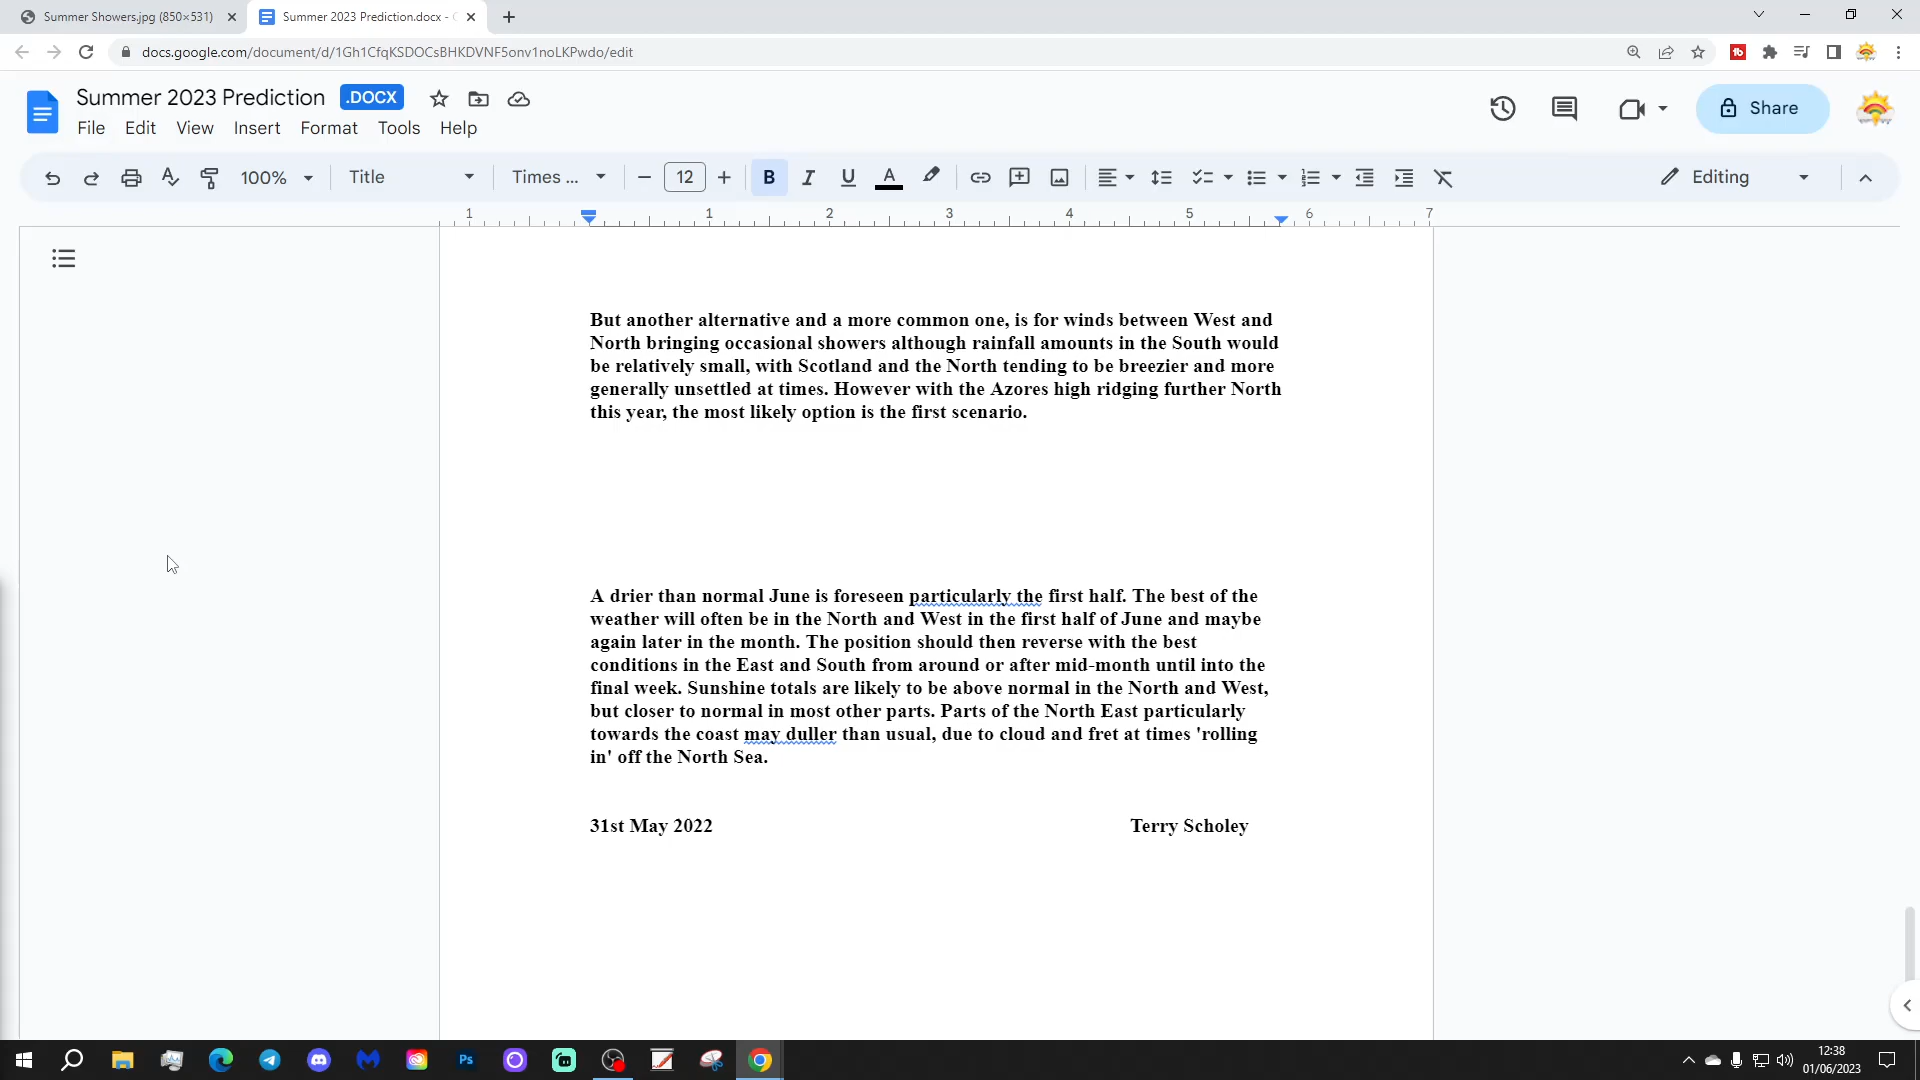 Summer Showers.jpg (850×531)
Summer 2023 Prediction.docx -
docs.google.com/document/d/1Gh1CfqKSDOCsBHKDVNF5onv1noLKPwdo/edit
Summer 2023 Prediction .DOCX
Share
File Edit View Insert Format Tools Help
100% Title Times ... 12 B I U A Editing
1 1 2 3 4 5 6 7
But another alternative and a more common one, is for winds between West and
North bringing occasional showers although rainfall amounts in the South would
be relatively small, with Scotland and the North tending to be breezier and more
generally unsettled at times. However with the Azores high ridging further North
this year, the most likely option is the first scenario.
A drier than normal June is foreseen particularly the first half. The best of the
weather will often be in the North and West in the first half of June and maybe
again later in the month. The position should then reverse with the best
conditions in the East and South from around or after mid-month until into the
final week. Sunshine totals are likely to be above normal in the North and West,
but closer to normal in most other parts. Parts of the North East particularly
towards the coast may duller than usual, due to cloud and fret at times 'rolling
in' off the North Sea.
31st May 2022 Terry Scholey
Ps
12:38
01/06/2023